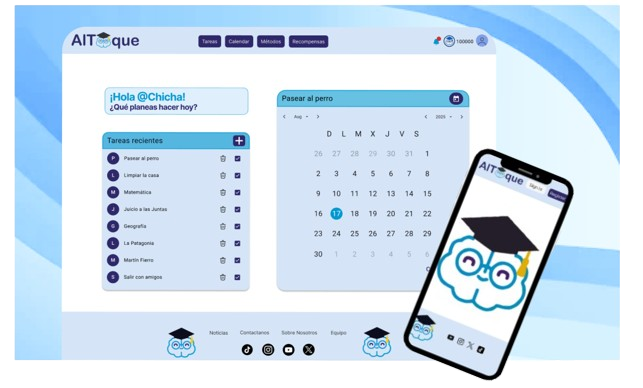 AlToque
Tareas Calendar Métodos Recompensas
100000
¡Hola @Chicha!
¿Qué planeas hacer hoy?
Tareas recientes
P Pasear al perro
L Limpiar la casa
M Matemática
J Juicio a las Juntas
G Geografía
L La Patagonia
M Martín Fierro
S Salir con amigos
Pasear al perro
Aug 2025
D L M X J V S
26 27 28 29 30 31 1
2 3 4 5 6 7 8
9 10 11 12 13 14 15
16 17 18 19 20 21 22
23 24 25 26 27 28 29
30 1 2 3 4 5 6
Noticias Contactanos Sobre Nosotros Equipo
AlToque
Sign in Register